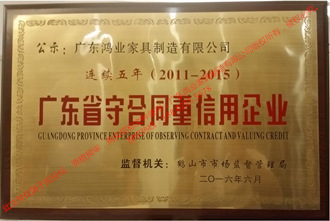 公示：广东鸿业家具制造有限公司
连续五年（2011-2015）
广东省守合同重信用企业
GUANGDONG PROVINCE ENTERPRISE OF OBSERVING CONTRACT AND VALUING CREDIT
监督机关：鹤山市市场监督管理局
二〇一六年六月